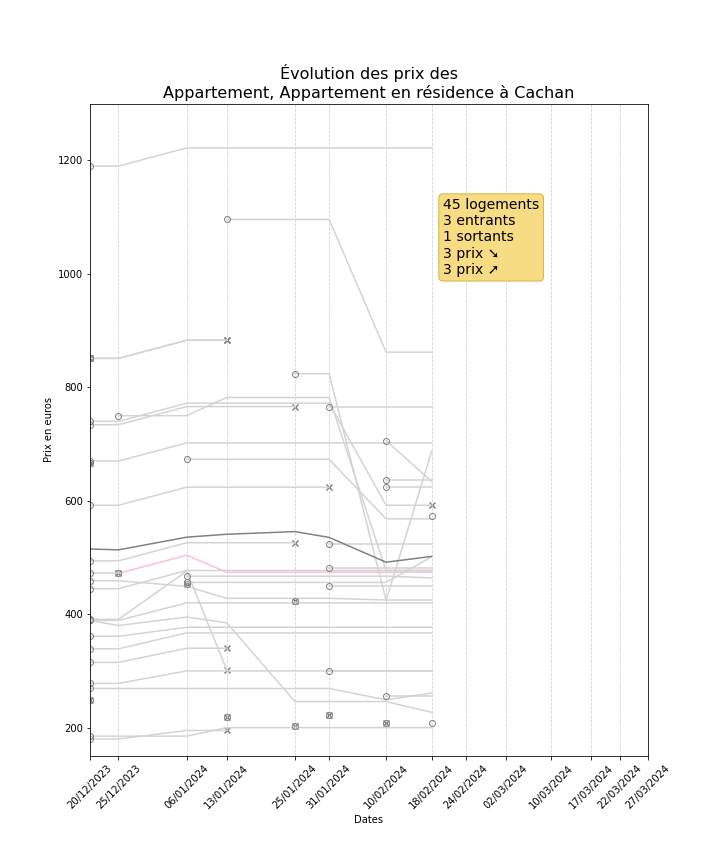 Évolution des prix des
Appartement, Appartement en résidence à Cachan
1200
1000
800
600
400
200
Prix en euros
45 logements
3 entrants
1 sortants
3 prix ➘
3 prix ➚
20/12/2023
25/12/2023
06/01/2024
13/01/2024
25/01/2024
31/01/2024
10/02/2024
18/02/2024
24/02/2024
02/03/2024
10/03/2024
17/03/2024
22/03/2024
27/03/2024
Dates